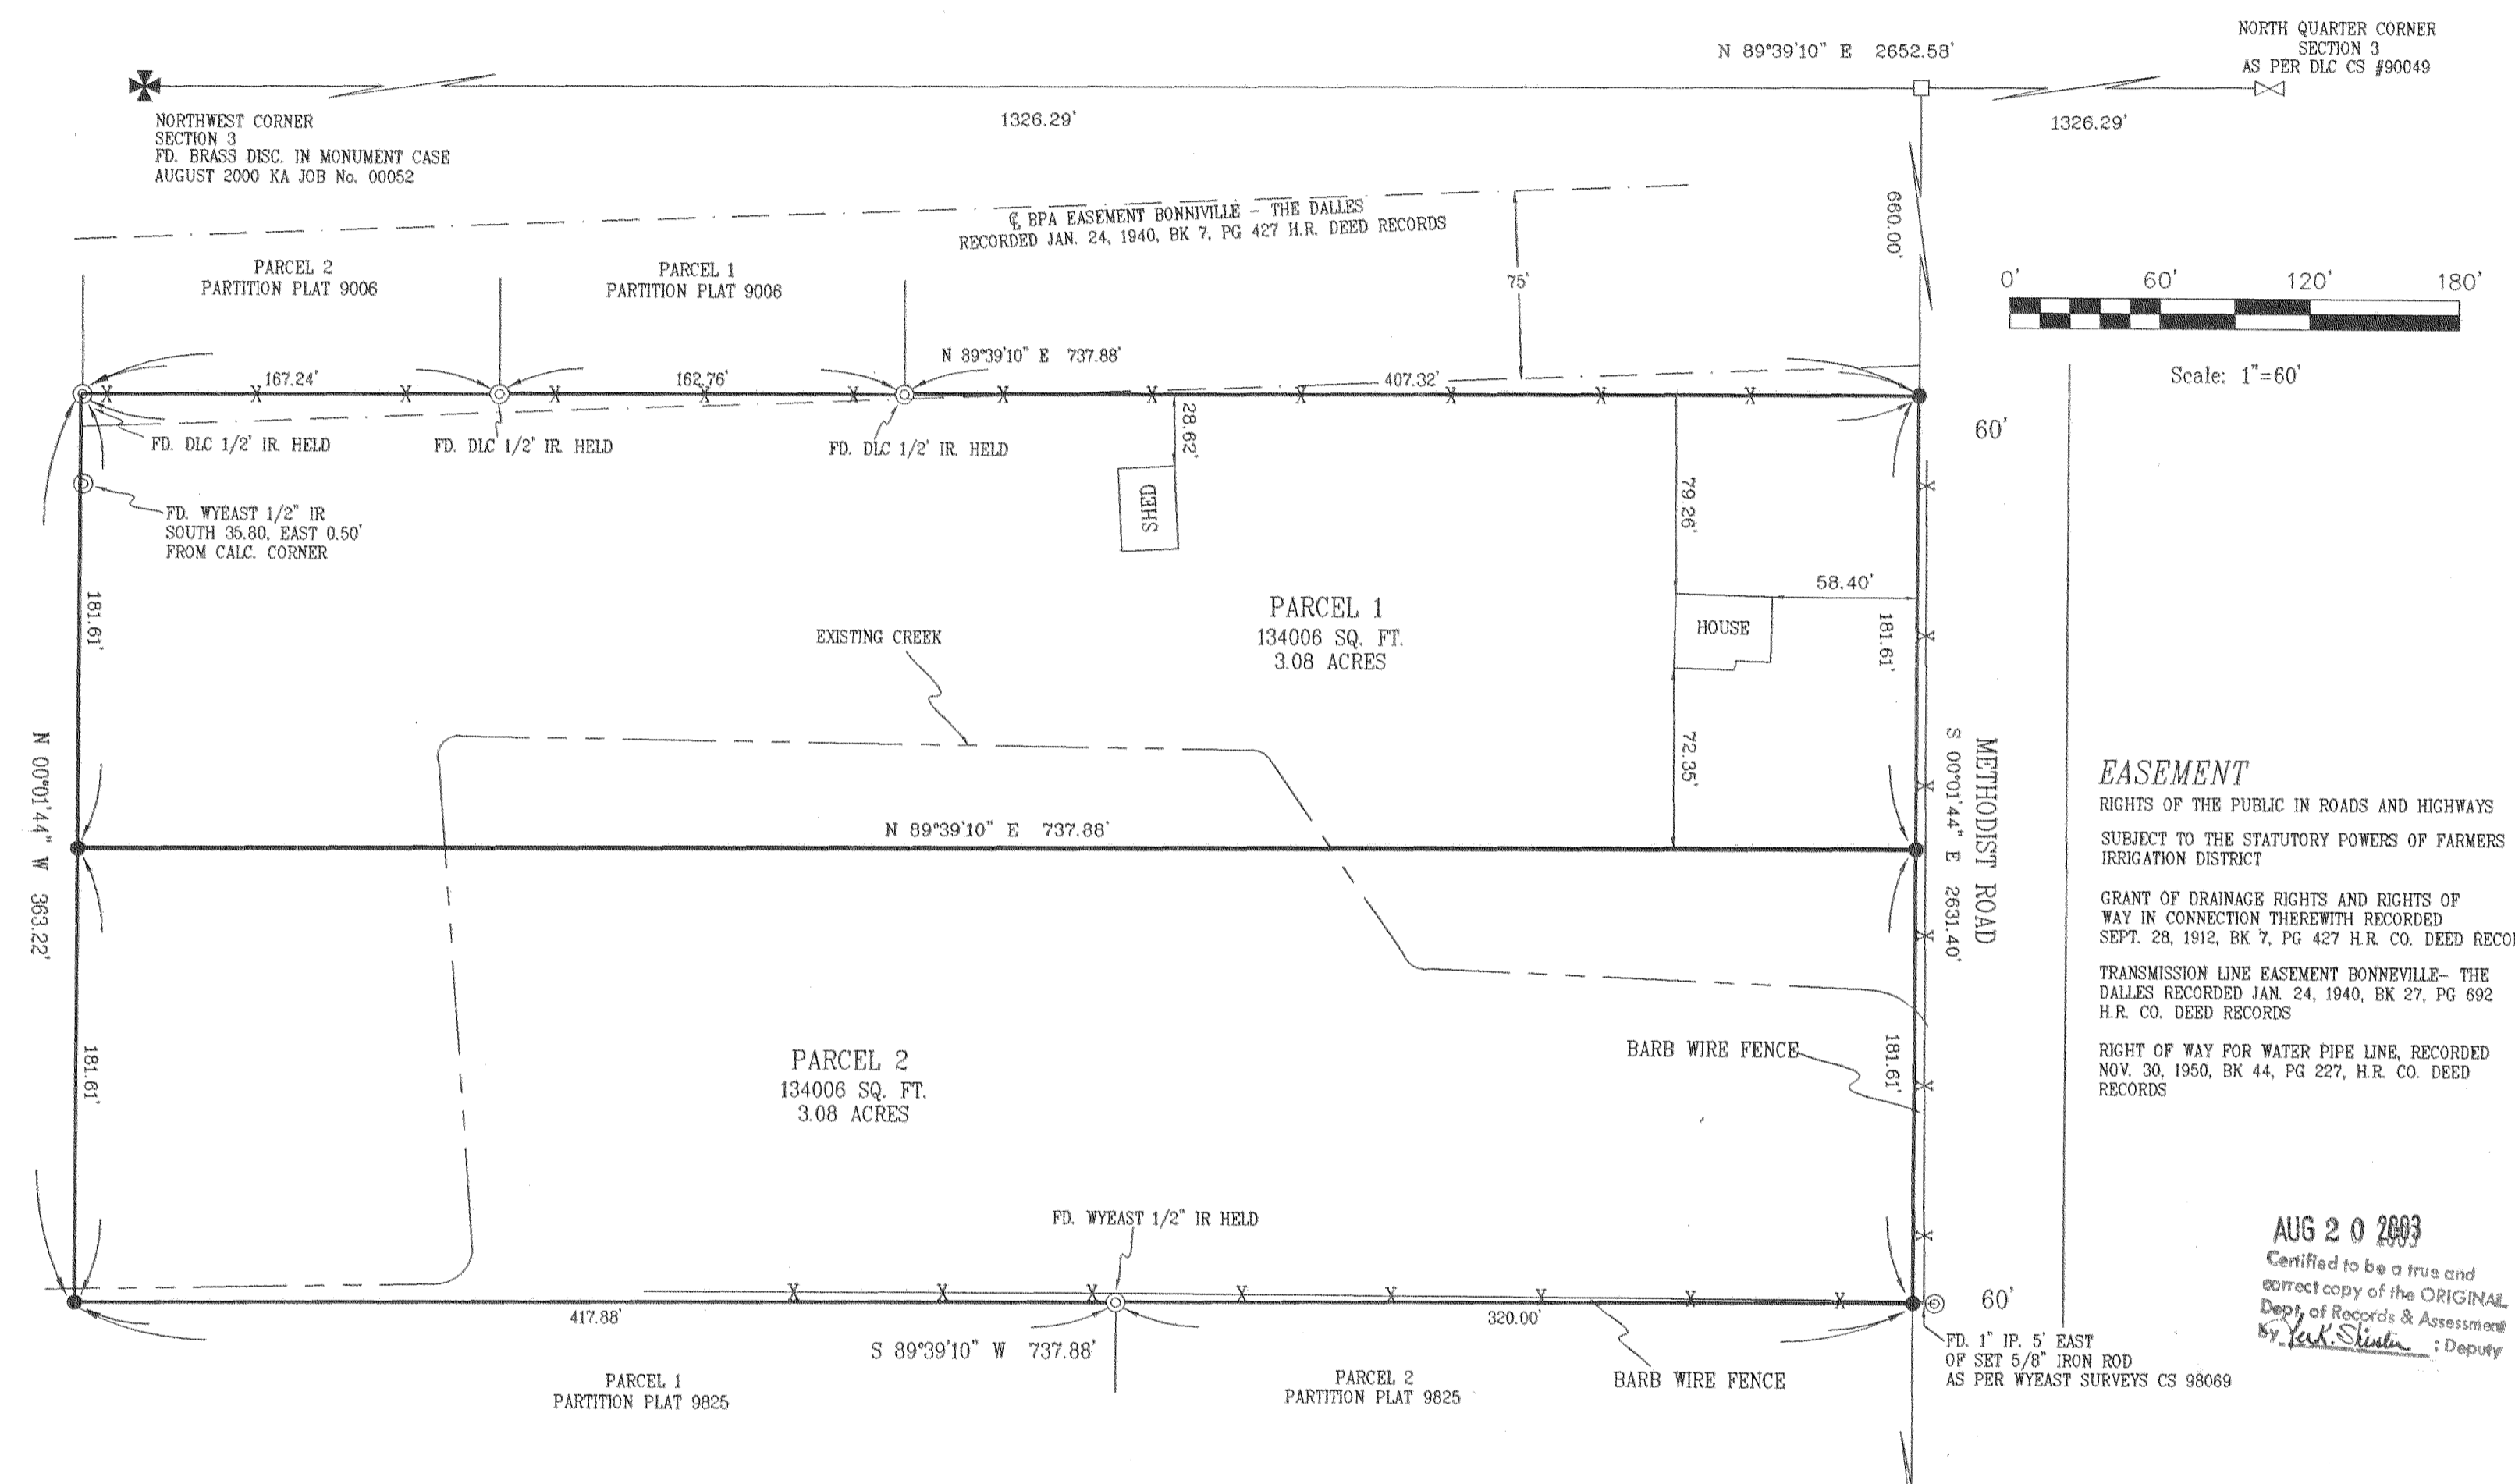 NORTH QUARTER CORNER
SECTION 3
AS PER DLC CS #90049
N 89°39'10" E 2652.58'
NORTHWEST CORNER
SECTION 3
FD. BRASS DISC. IN MONUMENT CASE
AUGUST 2000 KA JOB No. 00052
1326.29'
1326.29'
℄ BPA EASEMENT BONNIVILLE - THE DALLES
RECORDED JAN. 24, 1940, BK 7, PG 427 H.R. DEED RECORDS
660.00'
PARCEL 2
PARTITION PLAT 9006
PARCEL 1
PARTITION PLAT 9006
75'
0' 60' 120' 180'
Scale: 1"=60'
N 89°39'10" E 737.88'
167.24'
162.76'
407.32'
60'
FD. DLC 1/2' IR. HELD
FD. DLC 1/2' IR. HELD
FD. DLC 1/2' IR. HELD
28.62'
SHED
79.26'
FD. WYEAST 1/2" IR
SOUTH 35.80, EAST 0.50'
FROM CALC. CORNER
58.40'
HOUSE
181.61'
181.61'
PARCEL 1
134006 SQ. FT.
3.08 ACRES
EXISTING CREEK
72.35'
N 00°01'44" W 363.22'
N 89°39'10" E 737.88'
METHODIST ROAD
S 00°01'44" E 2631.40'
EASEMENT
RIGHTS OF THE PUBLIC IN ROADS AND HIGHWAYS
SUBJECT TO THE STATUTORY POWERS OF FARMERS
IRRIGATION DISTRICT
GRANT OF DRAINAGE RIGHTS AND RIGHTS OF
WAY IN CONNECTION THEREWITH RECORDED
SEPT. 28, 1912, BK 7, PG 427 H.R. CO. DEED RECO
TRANSMISSION LINE EASEMENT BONNEVILLE- THE
DALLES RECORDED JAN. 24, 1940, BK 27, PG 692
H.R. CO. DEED RECORDS
RIGHT OF WAY FOR WATER PIPE LINE, RECORDED
NOV. 30, 1950, BK 44, PG 227, H.R. CO. DEED
RECORDS
181.61'
181.61'
PARCEL 2
134006 SQ. FT.
3.08 ACRES
BARB WIRE FENCE
FD. WYEAST 1/2" IR HELD
417.88'
320.00'
S 89°39'10" W 737.88'
60'
PARCEL 1
PARTITION PLAT 9825
PARCEL 2
PARTITION PLAT 9825
BARB WIRE FENCE
FD. 1" IP. 5' EAST
OF SET 5/8" IRON ROD
AS PER WYEAST SURVEYS CS 98069
AUG 20 2003
Certified to be a true and
correct copy of the ORIGINAL
Dept. of Records & Assessment
By ; Deputy